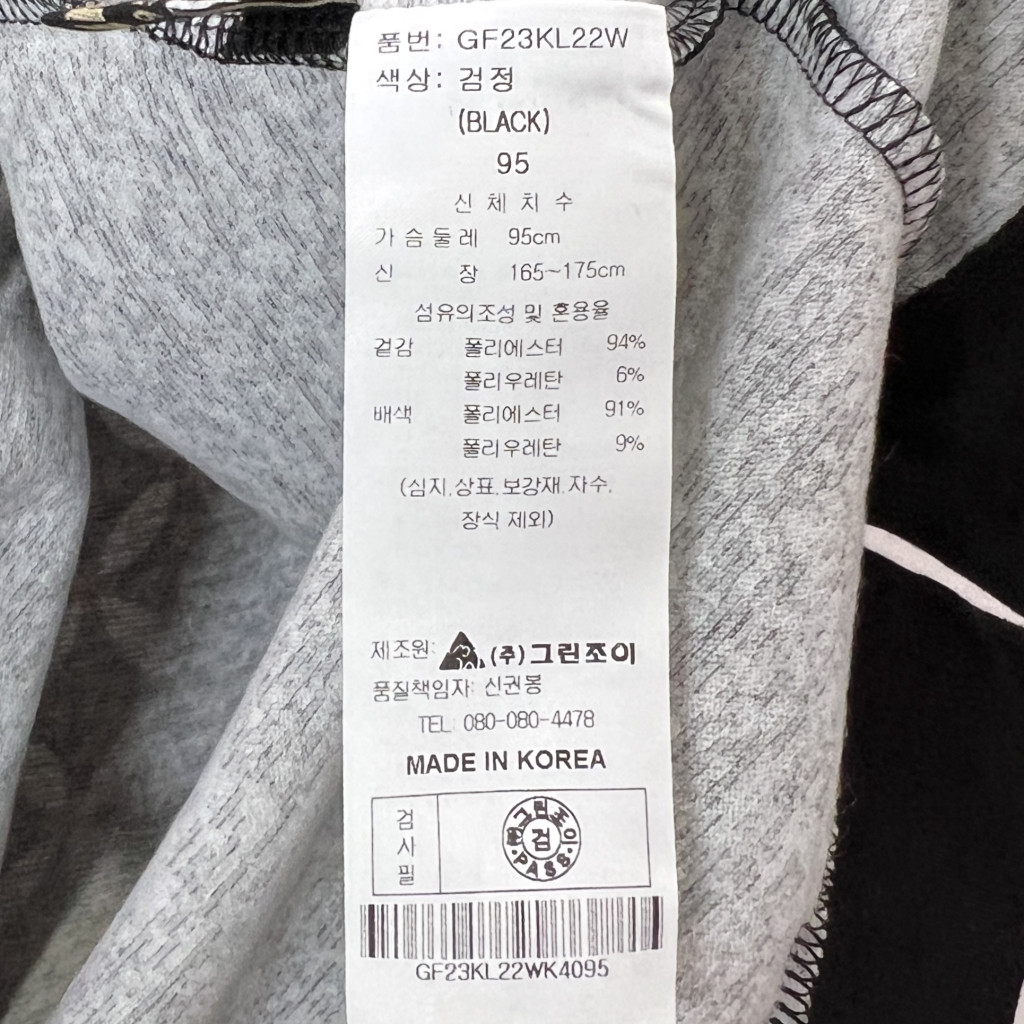 품번: GF23KL22W
색상: 검정
(BLACK)
95
신 체 치 수
가 슴 둘 레 95cm
신 장 165~175cm
섬유의조성 및 혼용율
겉감 폴리에스터 94%
폴리우레탄 6%
배색 폴리에스터 91%
폴리우레탄 9%
(심지.상표.보강재.자수.
장식 제외)
제조원: (주)그린조이
품질책임자: 신권봉
TEL: 080-080-4478
MADE IN KOREA
검사필
그린조이
검
PASS
GF23KL22WK4095